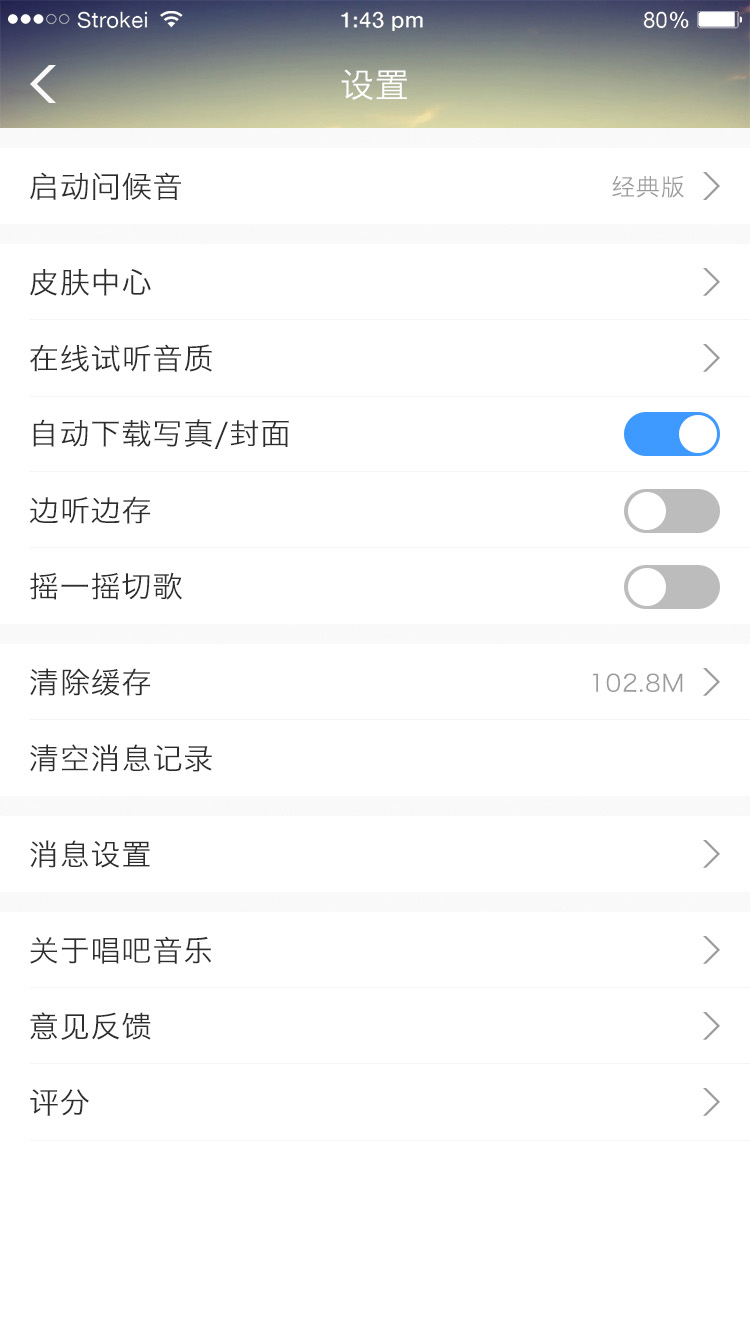 Strokei 1:43 pm 80%
设置
启动问候音 经典版
皮肤中心
在线试听音质
自动下载写真/封面
边听边存
摇一摇切歌
清除缓存 102.8M
清空消息记录
消息设置
关于唱吧音乐
意见反馈
评分